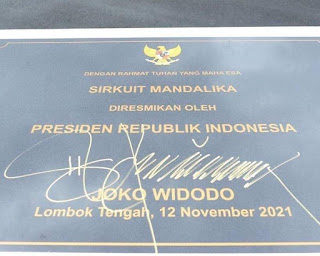 DENGAN RAHMAT TUHAN YANG MAHA ESA
SIRKUIT MANDALIKA
DIRESMIKAN OLEH
PRESIDEN REPUBLIK INDONESIA
JOKO WIDODO
Lombok Tengah, 12 November 2021